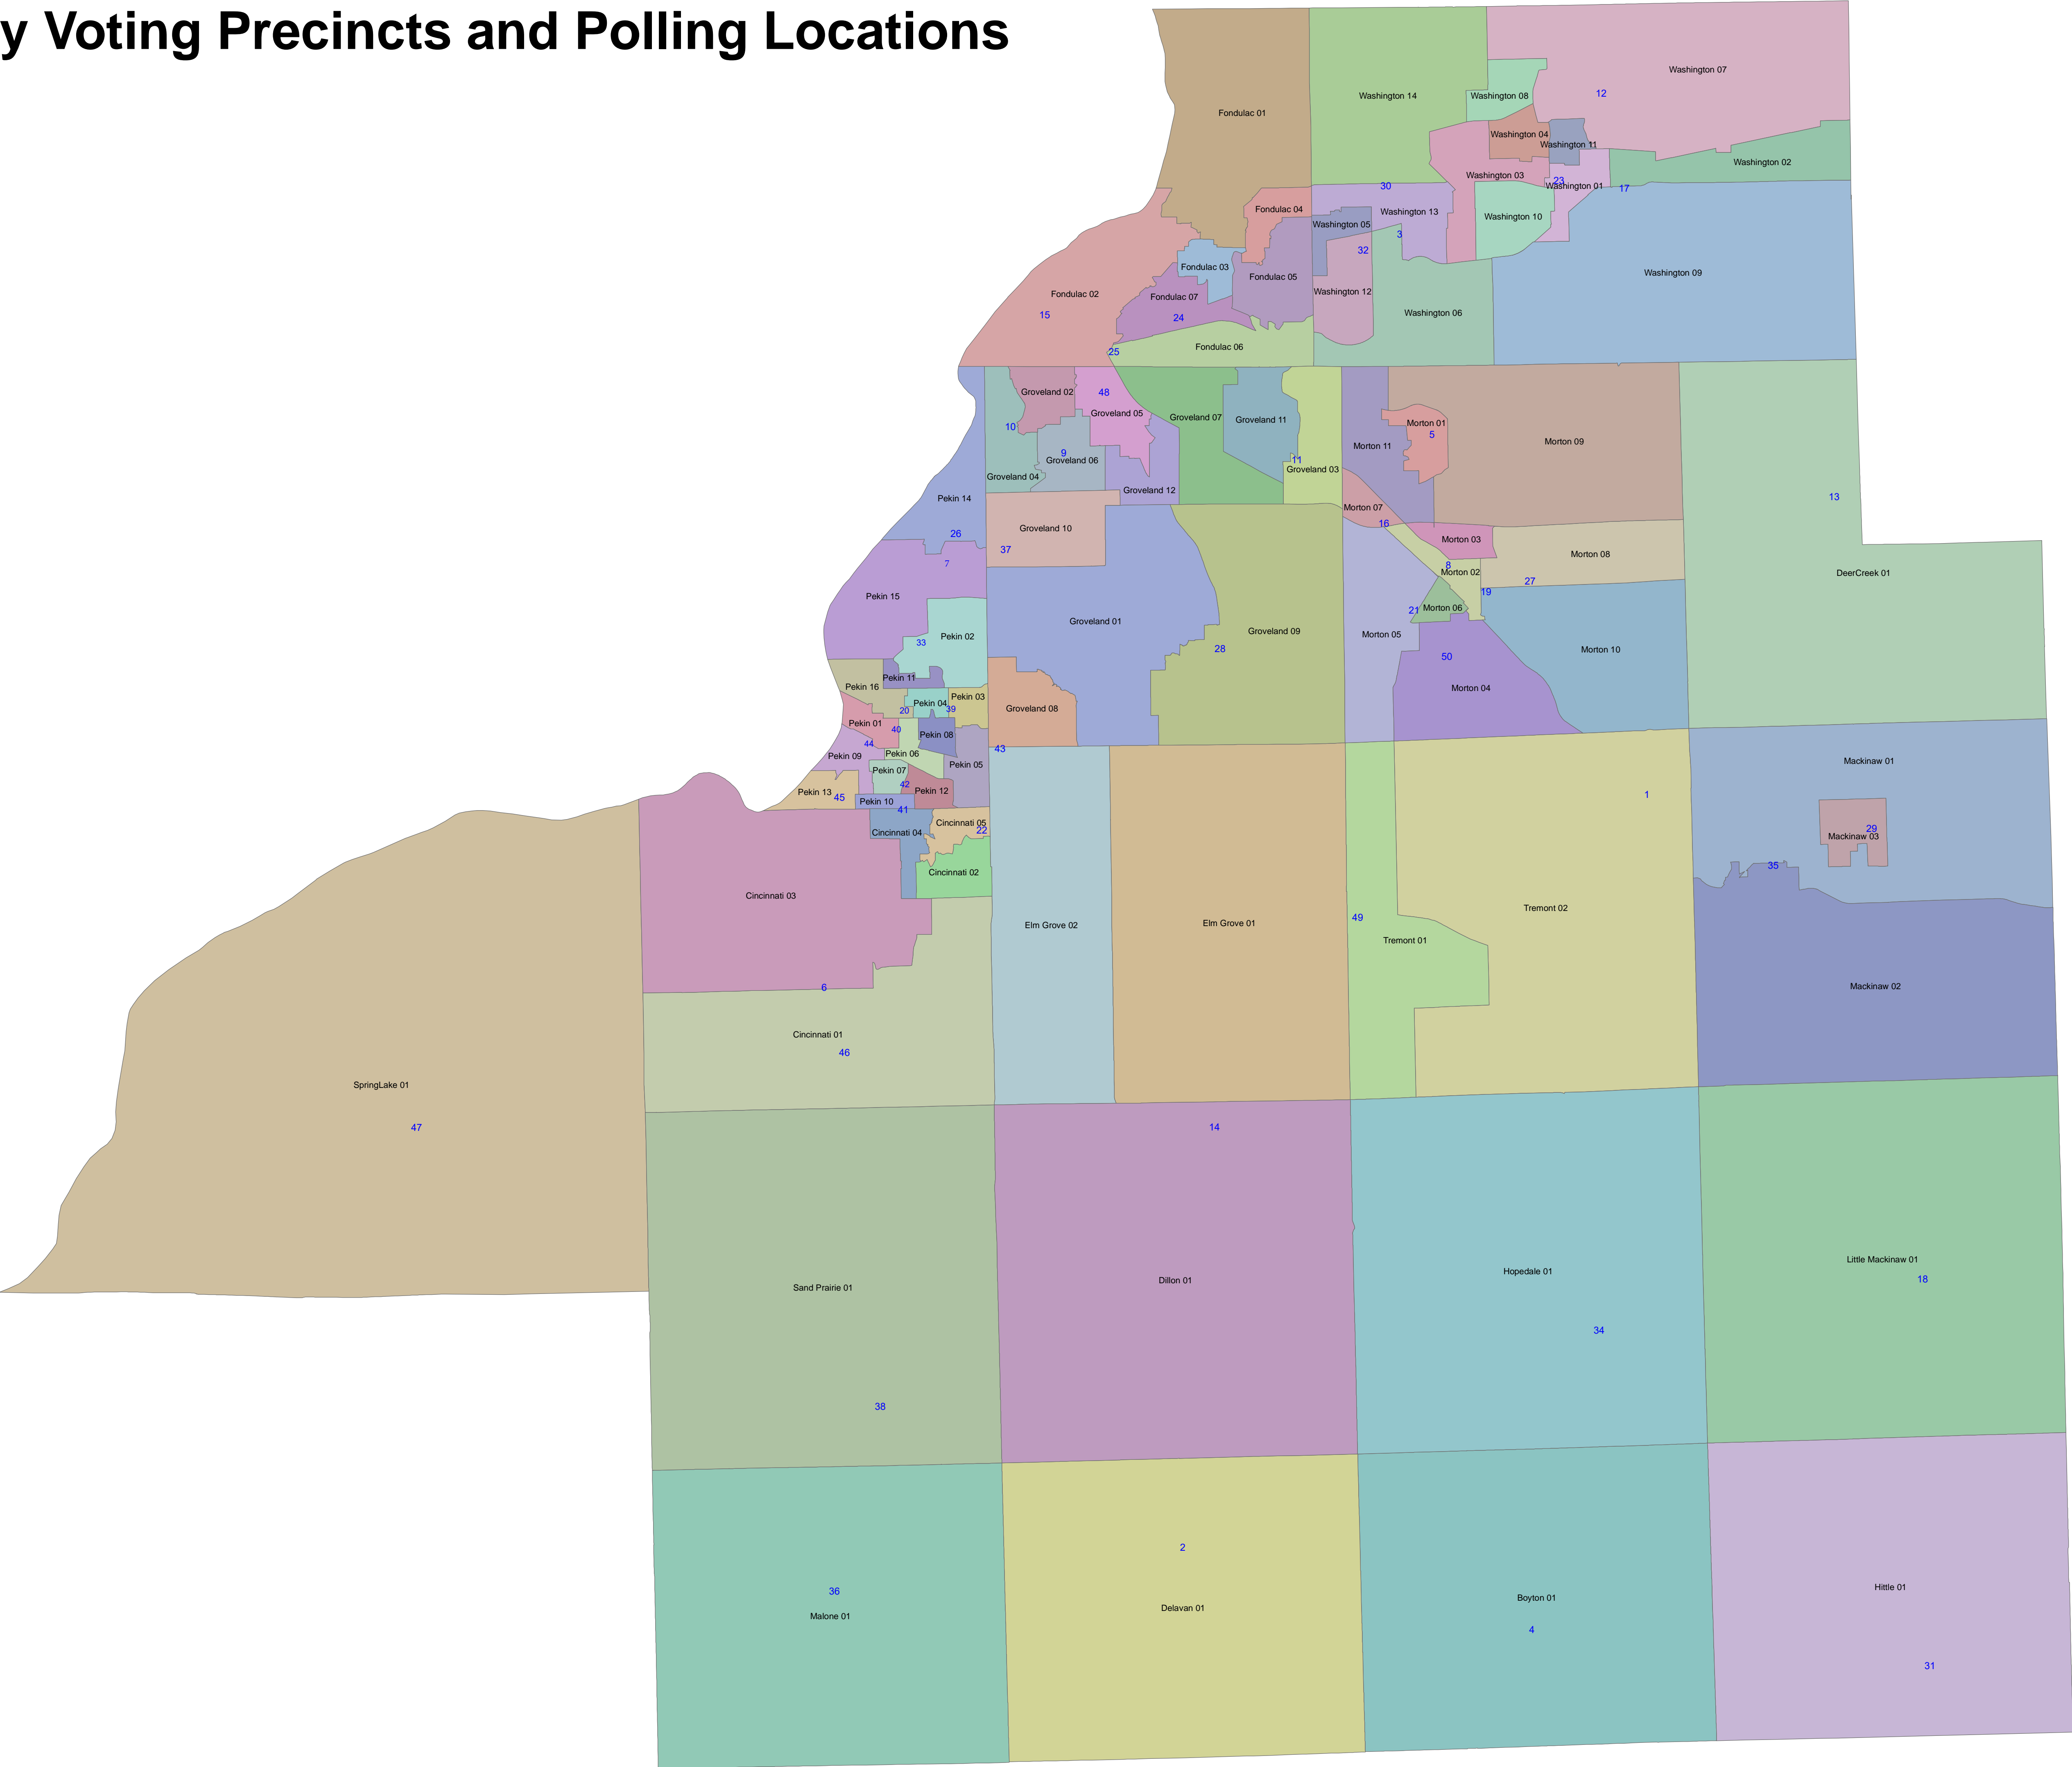 y Voting Precincts and Polling Locations
Washington 07
12
Washington 14
Washington 08
Fondulac 01
Washington 04
Washington 11
Washington 02
Washington 03
23
Washington 01
17
30
Fondulac 04
Washington 13
Washington 10
Washington 05
3
32
Fondulac 03
Fondulac 05
Washington 09
Fondulac 02
Fondulac 07
Washington 12
15
24
Washington 06
25
Fondulac 06
Groveland 02
48
Groveland 05
Groveland 07
Groveland 11
Morton 01
10
5
Morton 09
Morton 11
9
Groveland 06
11
Groveland 03
Groveland 04
Groveland 12
Pekin 14
13
Morton 07
16
Groveland 10
26
37
Morton 03
7
Morton 08
8
Morton 02
DeerCreek 01
27
19
Pekin 15
21
Morton 06
Groveland 01
Groveland 09
Morton 05
Pekin 02
33
28
Morton 10
50
Pekin 11
Pekin 16
Morton 04
Pekin 03
Pekin 04
20
39
Groveland 08
Pekin 01
40
Pekin 08
44
43
Pekin 09
Pekin 06
Mackinaw 01
Pekin 05
Pekin 07
42
Pekin 12
Pekin 13
45
1
Pekin 10
41
Cincinnati 05
22
Cincinnati 04
29
Mackinaw 03
35
Cincinnati 02
Cincinnati 03
Tremont 02
49
Elm Grove 02
Elm Grove 01
Tremont 01
6
Mackinaw 02
Cincinnati 01
46
SpringLake 01
47
14
Little Mackinaw 01
Hopedale 01
Dillon 01
18
Sand Prairie 01
34
38
2
36
Hittle 01
Boyton 01
Delavan 01
Malone 01
4
31